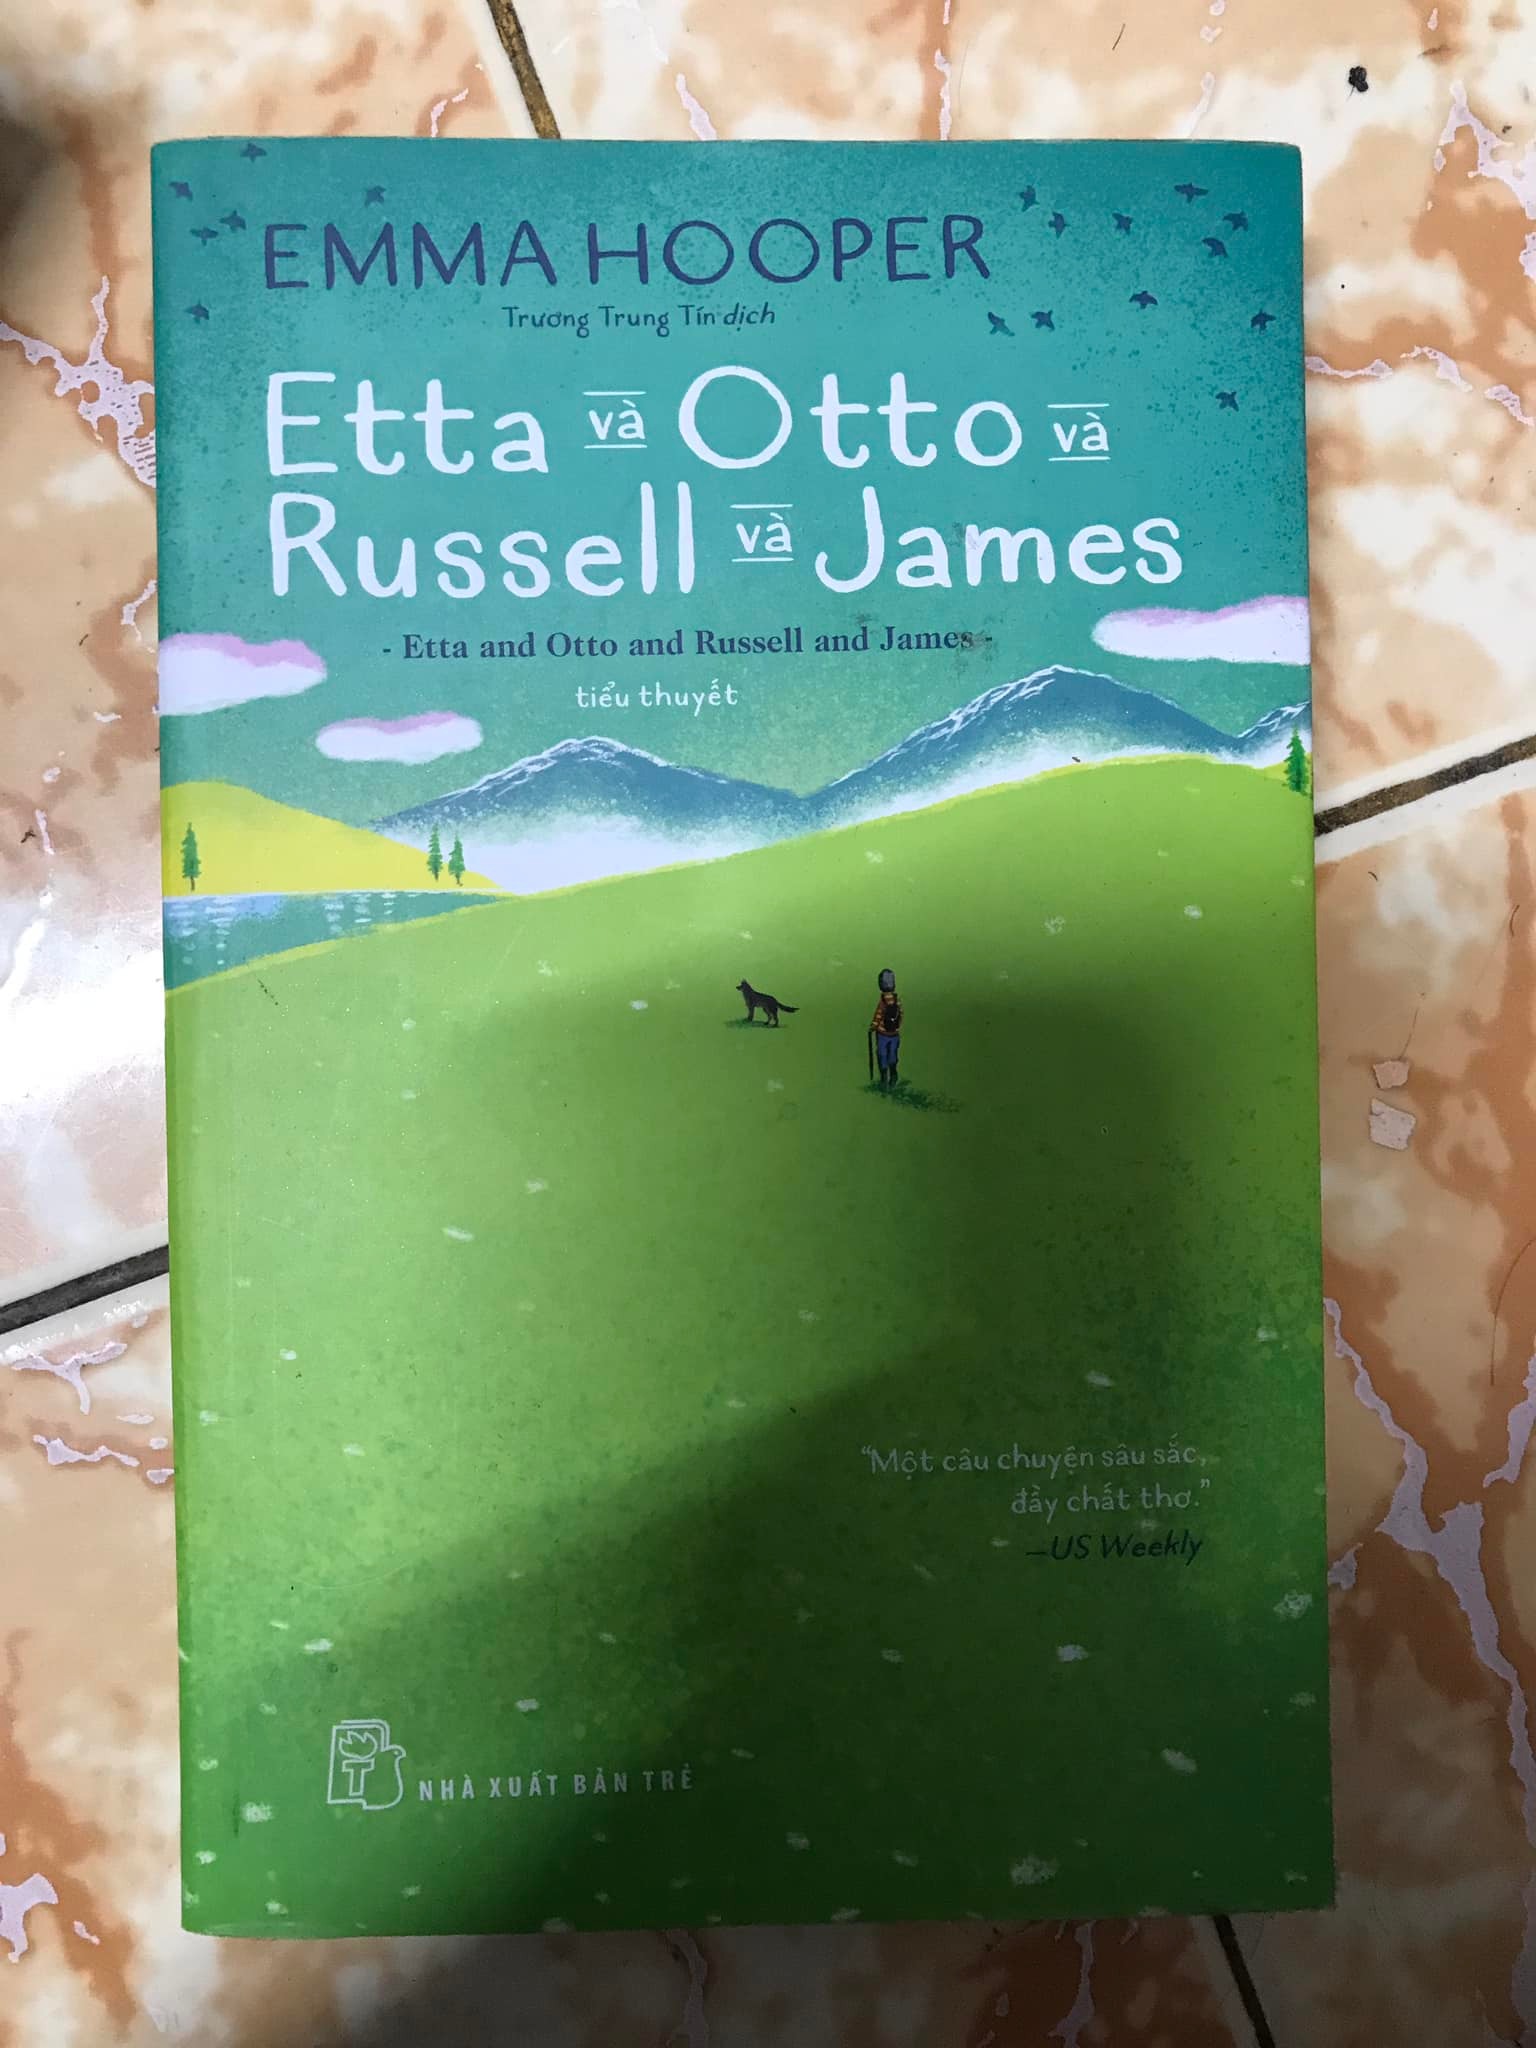 EMMA HOOPER
Trương Trung Tín dịch
Etta và Otto và
Russell và James
- Etta and Otto and Russell and James -
tiểu thuyết
“Một câu chuyện sâu sắc,
đầy chất thơ.”
—US Weekly
NHÀ XUẤT BẢN TRẺ